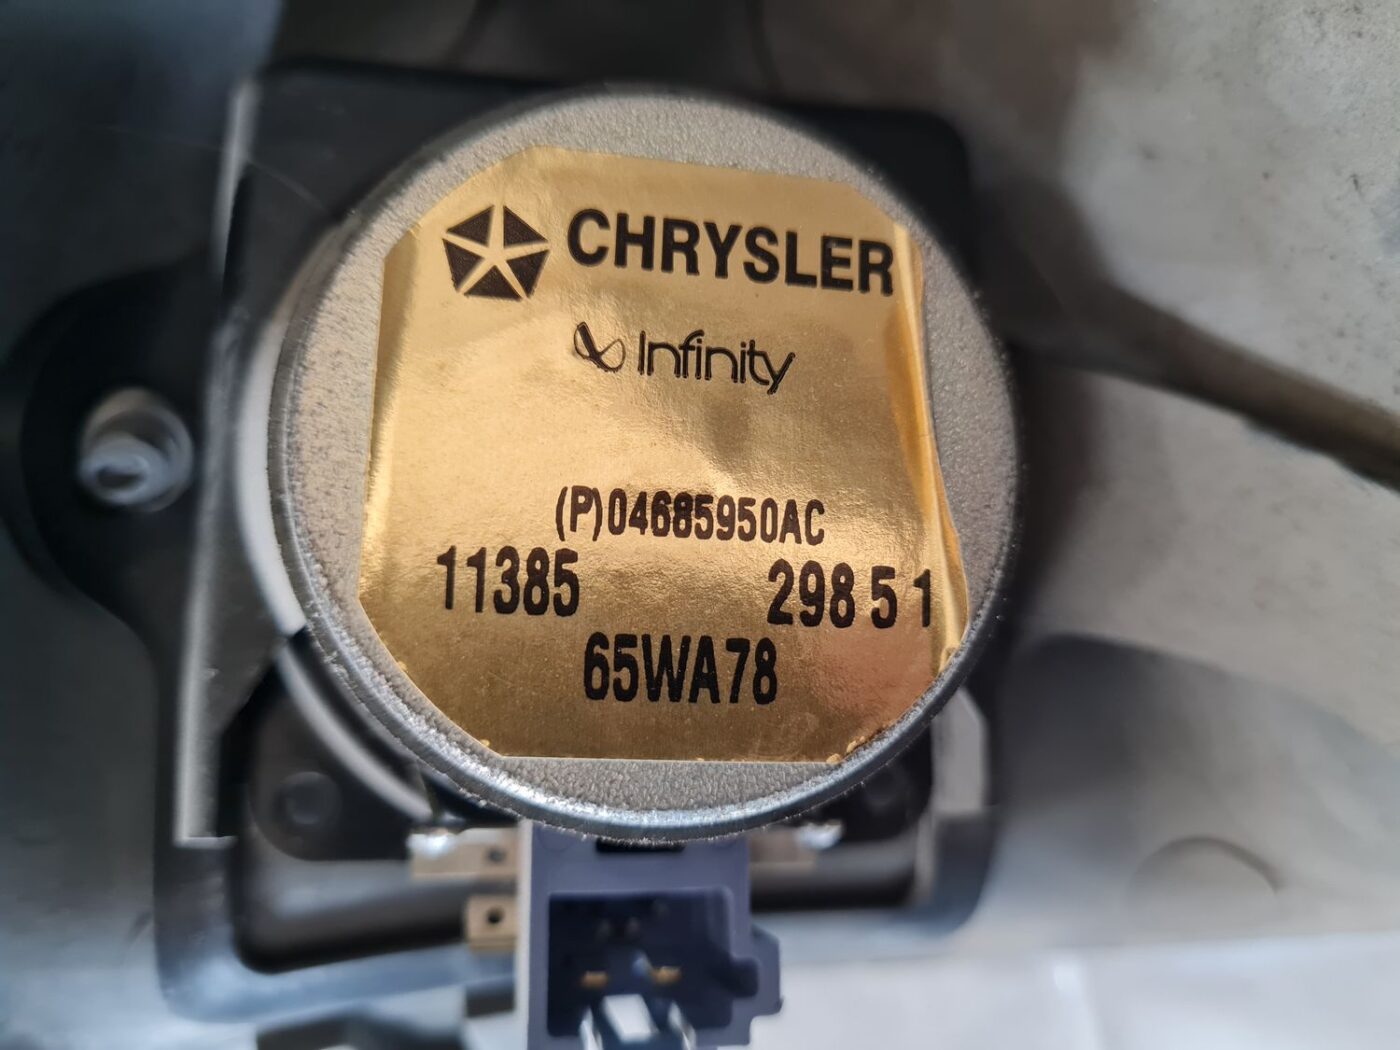 CHRYSLER
Infinity
(P)04685950AC
11385 298 5 1
65WA78